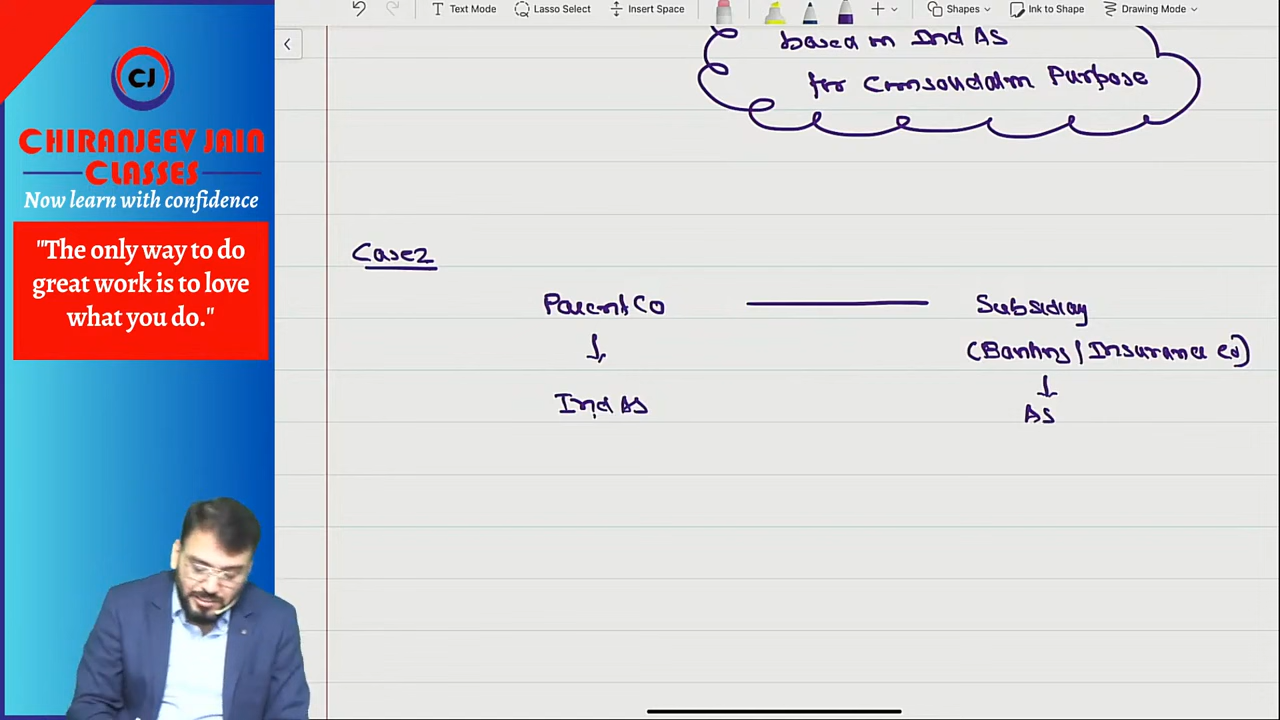 Text Mode
Lasso Select
Insert Space
Shapes
Ink to Shape
Drawing Mode
CJ
CHIRANJEEV JAIN
CLASSES
Now learn with confidence
"The only way to do
great work is to love
what you do."
based on Ind AS
for Consolidation Purpose
Case 2
Parent Co
Subsidiary
(Banking/Insurance Co)
Ind AS
AS